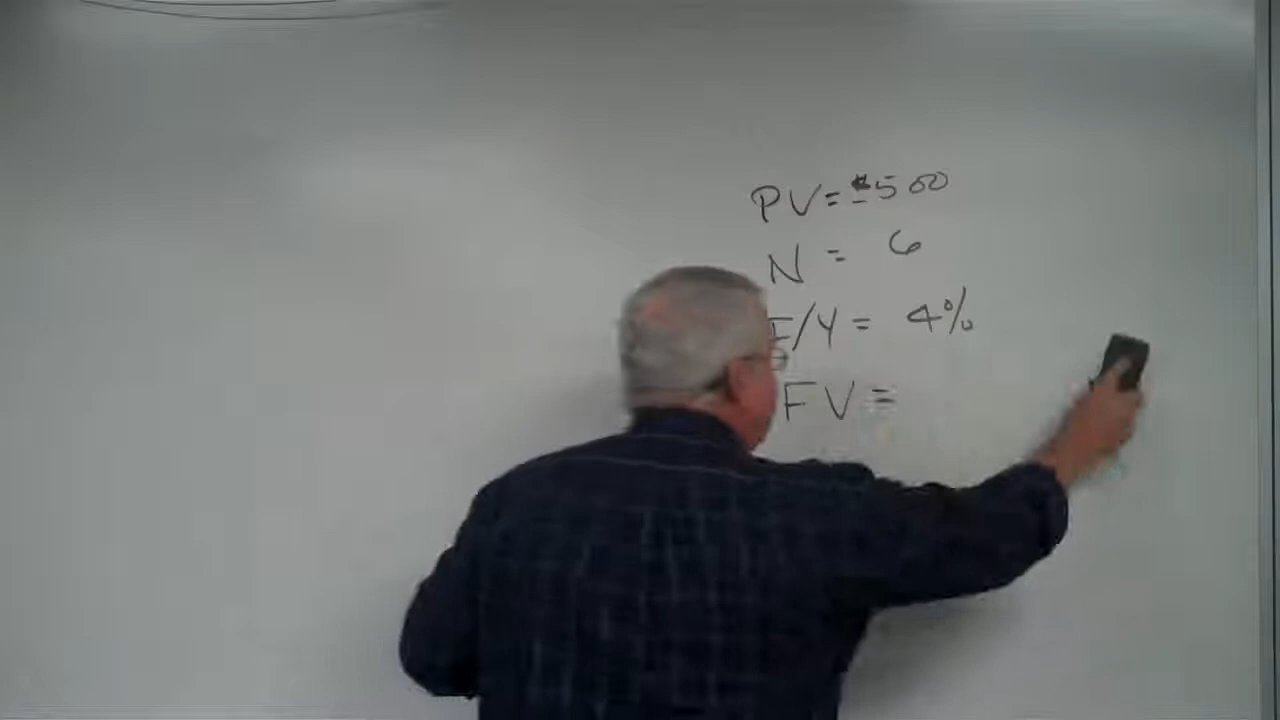 PV = -500
N = 6
I/Y = 4%
FV =